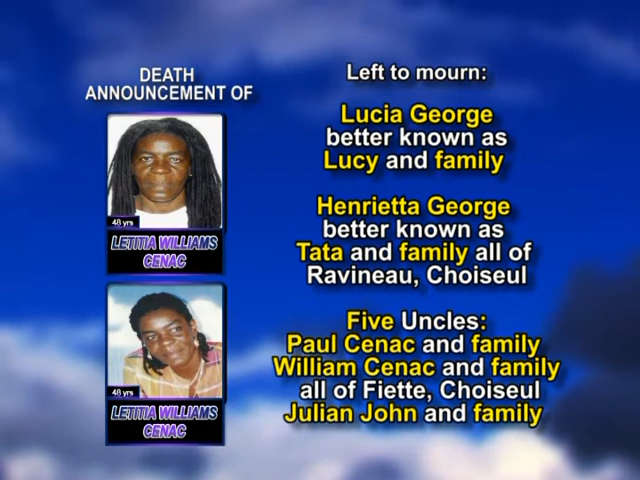 DEATH
ANNOUNCEMENT OF
48 yrs
LETITIA WILLIAMS
CENAC
48 yrs
LETITIA WILLIAMS
CENAC
Left to mourn:
Lucia George
better known as
Lucy and family
Henrietta George
better known as
Tata and family all of
Ravineau, Choiseul
Five Uncles:
Paul Cenac and family
William Cenac and family
all of Fiette, Choiseul
Julian John and family